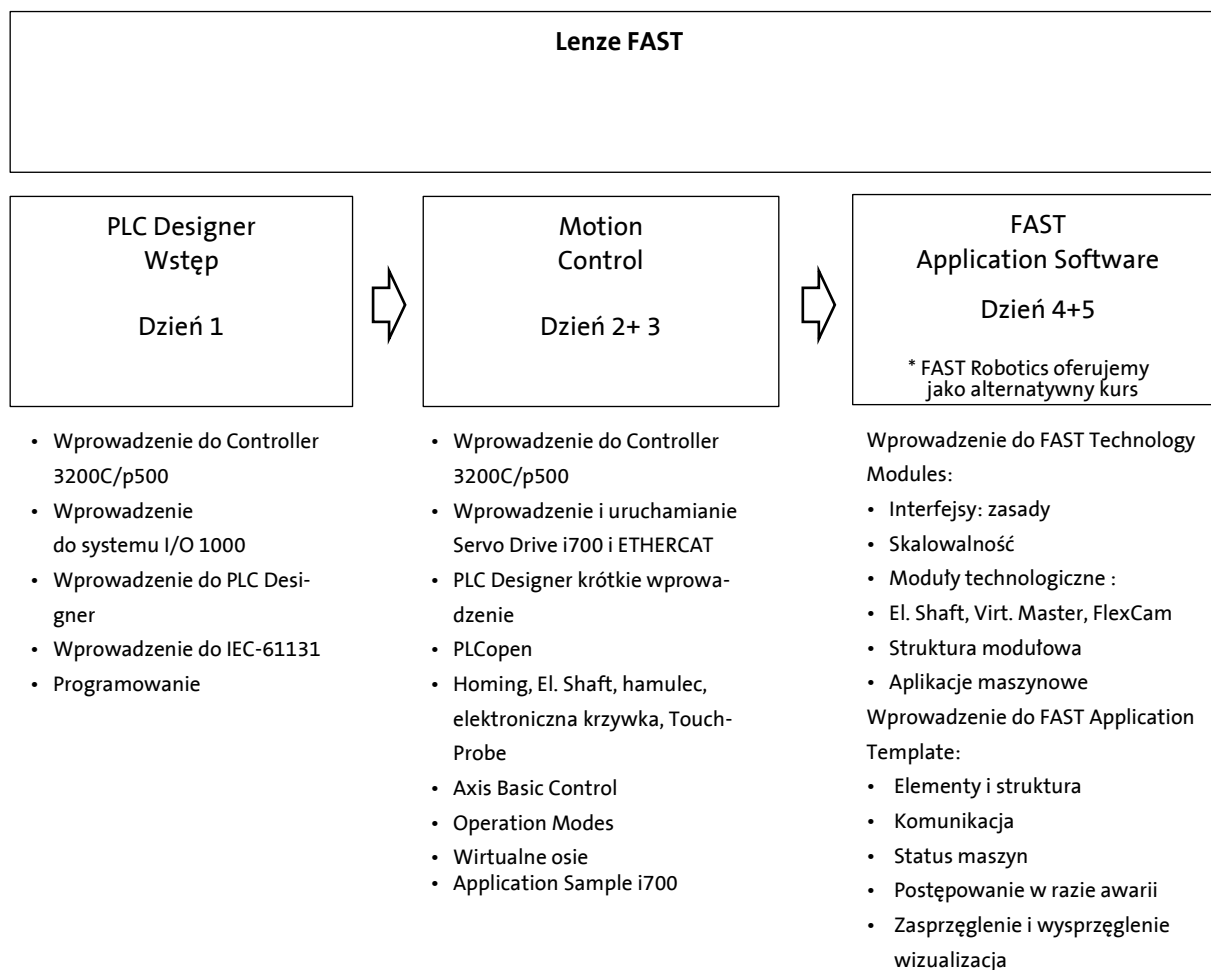 Lenze FAST
PLC Designer
Wstęp
Dzień 1
Motion
Control
Dzień 2+ 3
FAST
Application Software
Dzień 4+5
* FAST Robotics oferujemy
jako alternatywny kurs
• Wprowadzenie do Controller
3200C/p500
• Wprowadzenie
do systemu I/O 1000
• Wprowadzenie do PLC Desi-
gner
• Wprowadzenie do IEC-61131
• Programowanie
• Wprowadzenie do Controller
3200C/p500
• Wprowadzenie i uruchamianie
Servo Drive i700 i ETHERCAT
• PLC Designer krótkie wprowa-
dzenie
• PLCopen
• Homing, El. Shaft, hamulec,
elektroniczna krzywka, Touch-
Probe
• Axis Basic Control
• Operation Modes
• Wirtualne osie
• Application Sample i700
Wprowadzenie do FAST Technology
Modules:
• Interfejsy: zasady
• Skalowalność
• Moduły technologiczne :
• El. Shaft, Virt. Master, FlexCam
• Struktura modułowa
• Aplikacje maszynowe
Wprowadzenie do FAST Application
Template:
• Elementy i struktura
• Komunikacja
• Status maszyn
• Postępowanie w razie awarii
• Zasprzęglenie i wysprzęglenie
wizualizacja